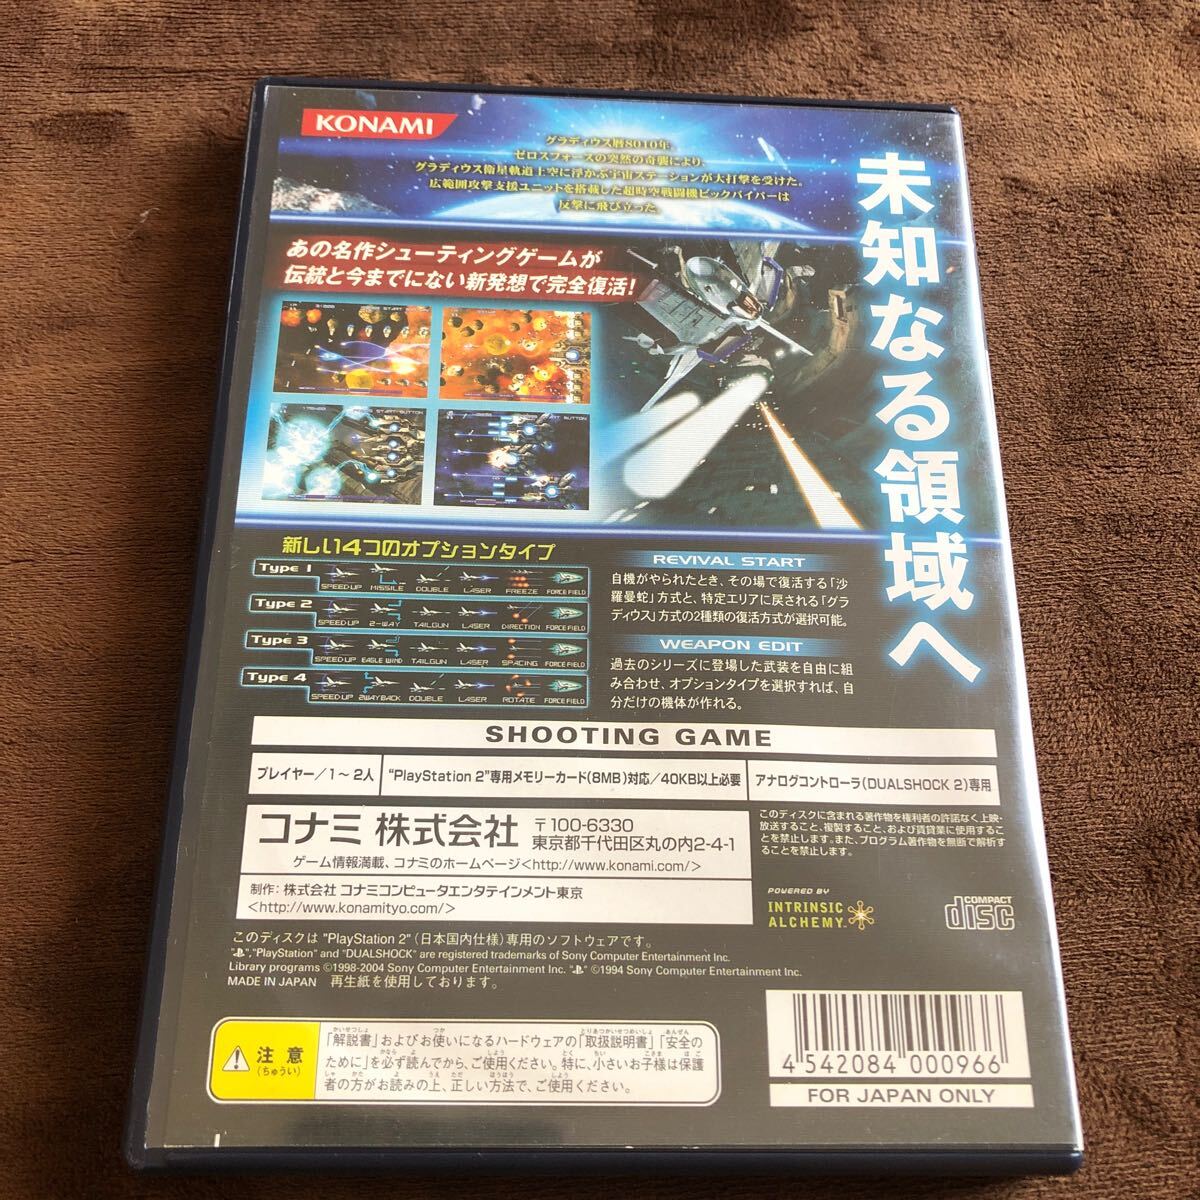 KONAMI
グラディウス暦8010年、
ゼロスフォースの突然の奇襲により、
グラディウス衛星軌道上空に浮かぶ宇宙ステーションが大打撃を受けた。
広範囲攻撃支援ユニットを搭載した超時空戦闘機ビックバイパーは
反撃に飛び立った。
未知なる領域へ
あの名作シューティングゲームが
伝統と今までにない新発想で完全復活!
新しい4つのオプションタイプ
Type 1
SPEED UP MISSILE DOUBLE LASER FREEZE FORCE FIELD
Type 2
SPEED UP 2-WAY TAILGUN LASER DIRECTION FORCE FIELD
Type 3
SPEED UP EAGLE WIND TAILGUN LASER SPACING FORCE FIELD
Type 4
SPEED UP 2WAY BACK DOUBLE LASER ROTATE FORCE FIELD
REVIVAL START
自機がやられたとき、その場で復活する「沙
羅曼蛇」方式と、特定エリアに戻される「グラ
ディウス」方式の2種類の復活方式が選択可能。
WEAPON EDIT
過去のシリーズに登場した武装を自由に組
み合わせ、オプションタイプを選択すれば、自
分だけの機体が作れる。
SHOOTING GAME
プレイヤー/1〜2人
"PlayStation 2"専用メモリーカード(8MB)対応/40KB以上必要
アナログコントローラ(DUALSHOCK 2)専用
コナミ 株式会社
〒100-6330
東京都千代田区丸の内2-4-1
ゲーム情報満載、コナミのホームページ<http://www.konami.com/>
制作: 株式会社 コナミコンピュータエンタテインメント東京
<http://www.konamityo.com/>
このディスクに含まれる著作物を権利者の許諾なく上映・
放送すること、複製すること、および賃貸業に使用するこ
とを禁止します。また、プログラム著作物を無断で解析す
ることを禁止します。
POWERED BY
INTRINSIC
ALCHEMY
COMPACT
disc
このディスクは "PlayStation 2" (日本国内仕様) 専用のソフトウェアです。
" ", "PlayStation" and "DUALSHOCK" are registered trademarks of Sony Computer Entertainment Inc.
Library programs ©1998-2004 Sony Computer Entertainment Inc. " " ©1994 Sony Computer Entertainment Inc.
MADE IN JAPAN 再生紙を使用しております。
注意
(ちゅうい)
「解説書」およびお使いになるハードウェアの「取扱説明書」「安全の
ために」を必ず読んでから、ご使用ください。特に、小さいお子様は保護
者の方がお読みの上、正しい方法で、ご使用ください。
4 542084 000966
FOR JAPAN ONLY